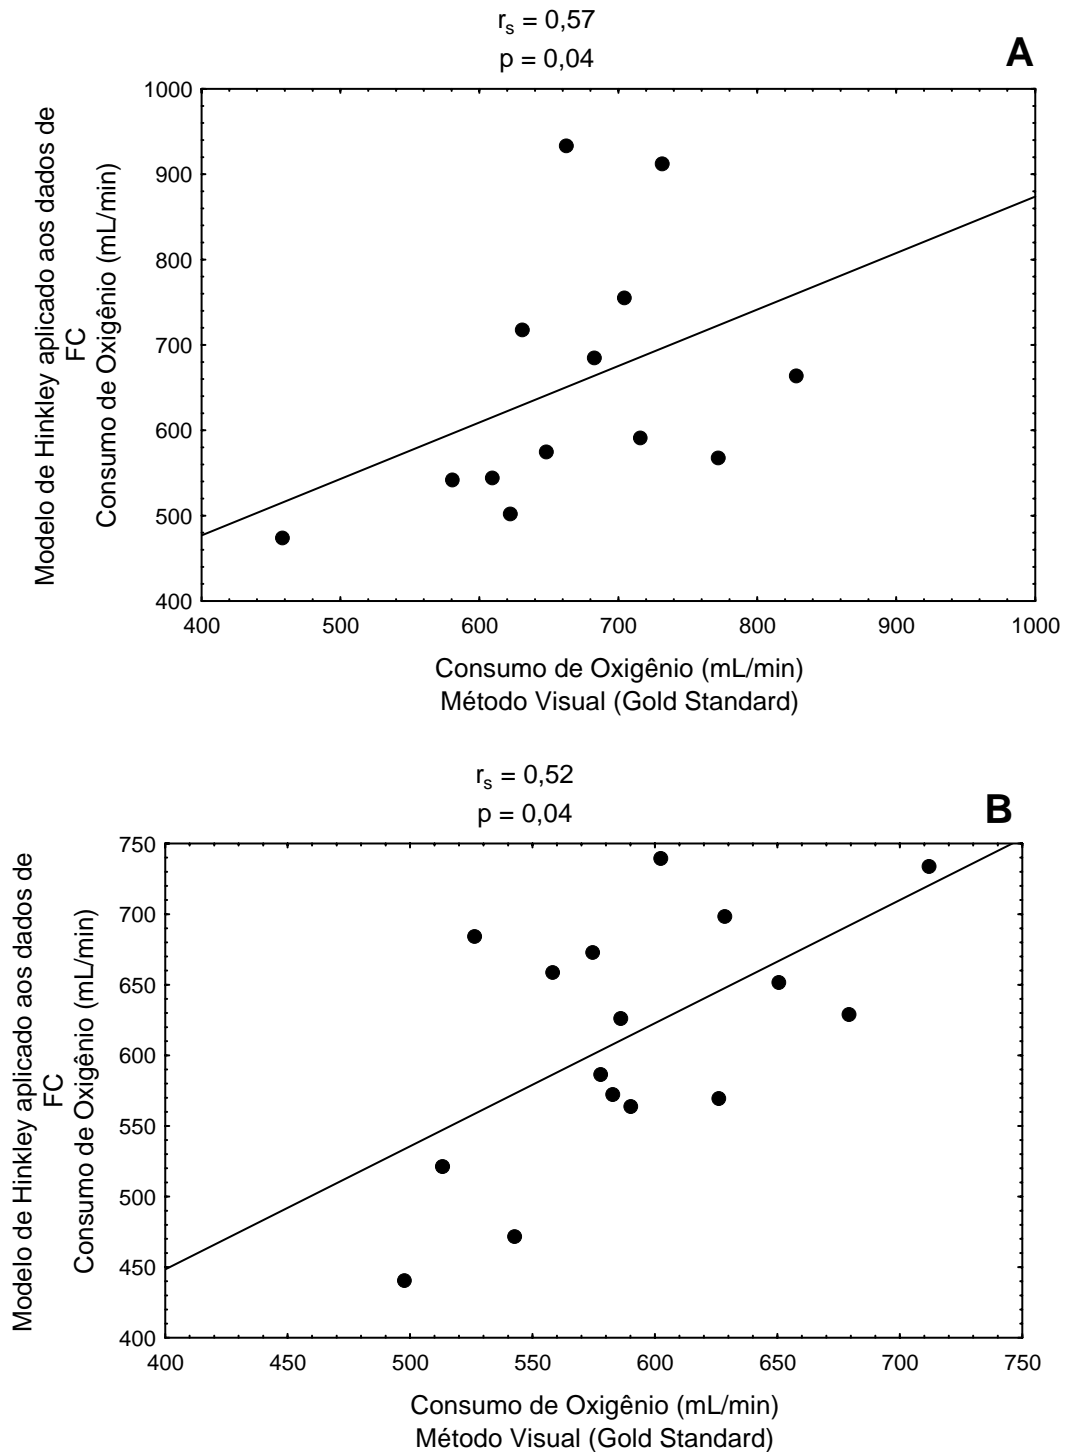 r_s = 0,57
p = 0,04
A
Modelo de Hinkley aplicado aos dados de
FC
Consumo de Oxigênio (mL/min)
1000
900
800
700
600
500
400
400 500 600 700 800 900 1000
Consumo de Oxigênio (mL/min)
Método Visual (Gold Standard)
r_s = 0,52
p = 0,04
B
Modelo de Hinkley aplicado aos dados de
FC
Consumo de Oxigênio (mL/min)
750
700
650
600
550
500
450
400
400 450 500 550 600 650 700 750
Consumo de Oxigênio (mL/min)
Método Visual (Gold Standard)